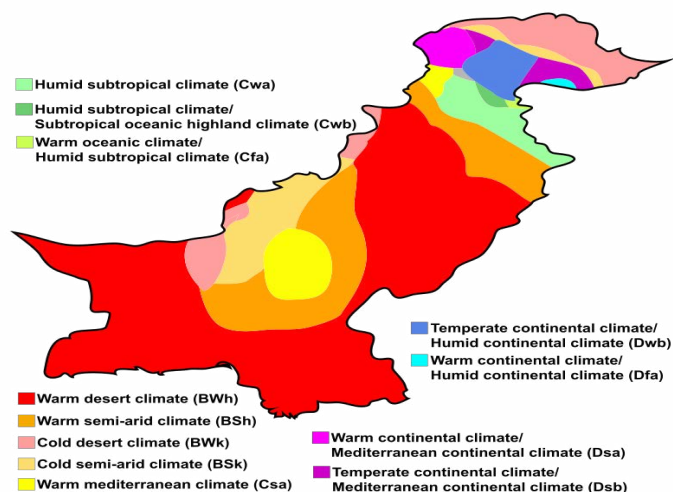 Humid subtropical climate (Cwa)
Humid subtropical climate/
Subtropical oceanic highland climate (Cwb)
Warm oceanic climate/
Humid subtropical climate (Cfa)
Temperate continental climate/
Humid continental climate (Dwb)
Warm continental climate/
Humid continental climate (Dfa)
Warm desert climate (BWh)
Warm semi-arid climate (BSh)
Cold desert climate (BWk)
Cold semi-arid climate (BSk)
Warm mediterranean climate (Csa)
Warm continental climate/
Mediterranean continental climate (Dsa)
Temperate continental climate/
Mediterranean continental climate (Dsb)